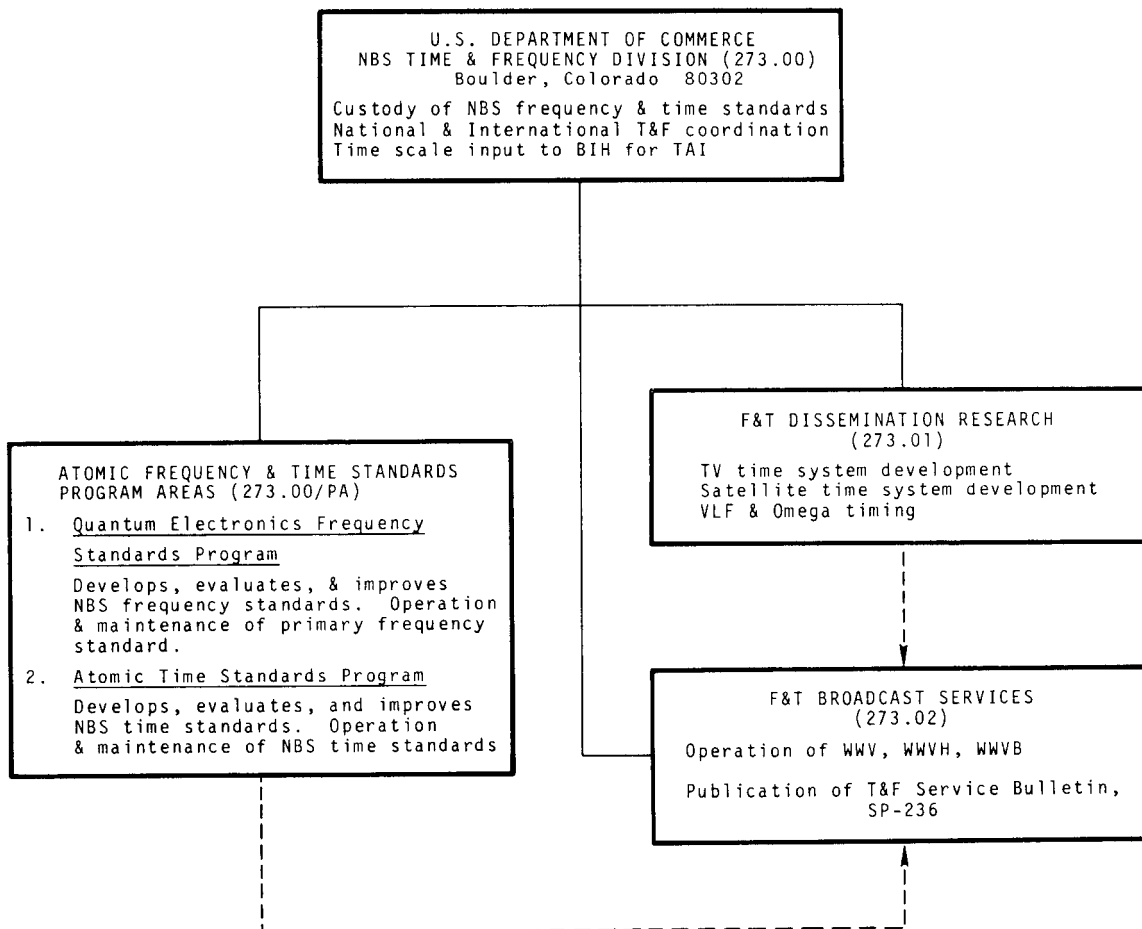 U.S. DEPARTMENT OF COMMERCE
NBS TIME & FREQUENCY DIVISION (273.00)
Boulder, Colorado 80302
Custody of NBS frequency & time standards
National & International T&F coordination
Time scale input to BIH for TAI
ATOMIC FREQUENCY & TIME STANDARDS
PROGRAM AREAS (273.00/PA)
1. Quantum Electronics Frequency
Standards Program
Develops, evaluates, & improves
NBS frequency standards. Operation
& maintenance of primary frequency
standard.
2. Atomic Time Standards Program
Develops, evaluates, and improves
NBS time standards. Operation
& maintenance of NBS time standards
F&T DISSEMINATION RESEARCH
(273.01)
TV time system development
Satellite time system development
VLF & Omega timing
F&T BROADCAST SERVICES
(273.02)
Operation of WWV, WWVH, WWVB
Publication of T&F Service Bulletin,
SP-236